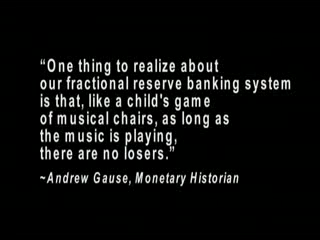 “One thing to realize about
our fractional reserve banking system
is that, like a child's game
of musical chairs, as long as
the music is playing,
there are no losers.”
~Andrew Gause, Monetary Historian